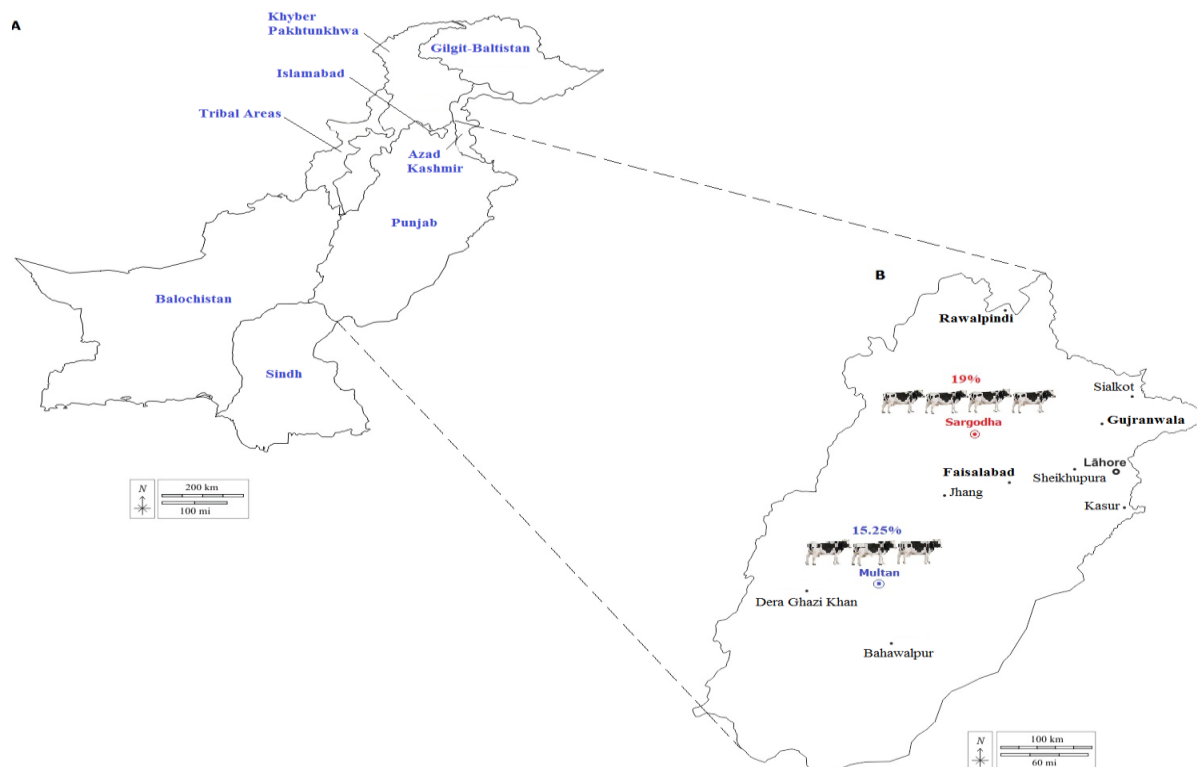 A
Khyber
Pakhtunkhwa
Gilgit-Baltistan
Islamabad
Tribal Areas
Azad
Kashmir
Punjab
Balochistan
Sindh
N
200 km
100 mi
B
Rawalpindi
19%
Sialkot
Sargodha
Gujranwala
Lāhore
Faisalabad
Sheikhupura
Jhang
Kasur
15.25%
Multan
Dera Ghazi Khan
Bahawalpur
N
100 km
60 mi